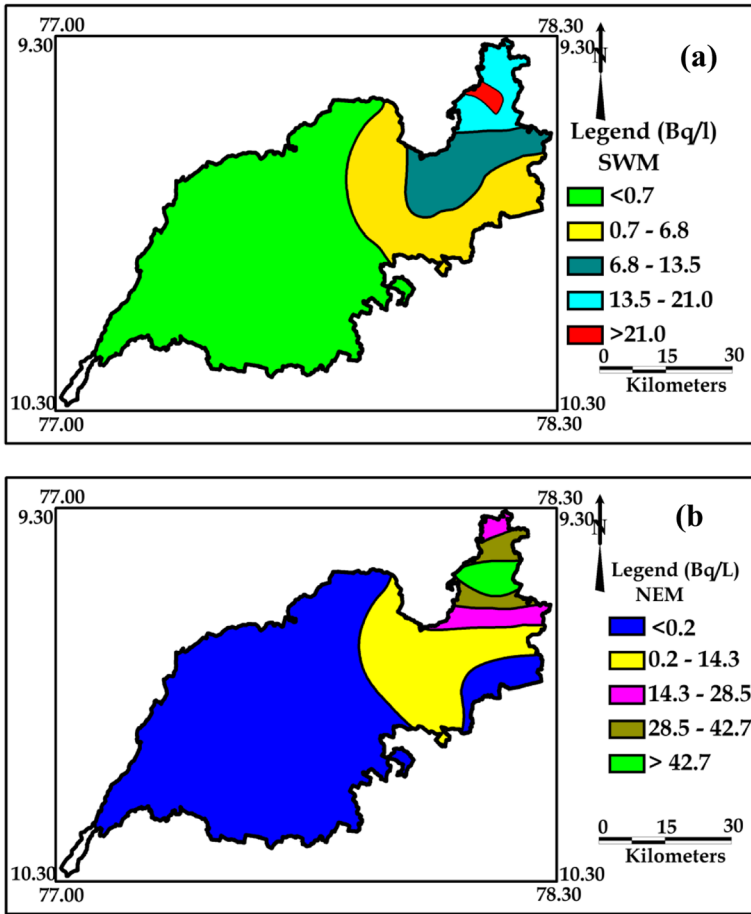 77.00
78.30
9.30
9.30
N
(a)
Legend (Bq/l)
SWM
<0.7
0.7 - 6.8
6.8 - 13.5
13.5 - 21.0
>21.0
0 15 30
Kilometers
10.30
10.30
77.00
78.30
77.00
78.30
9.30
9.30
N
(b)
Legend (Bq/L)
NEM
<0.2
0.2 - 14.3
14.3 - 28.5
28.5 - 42.7
> 42.7
0 15 30
Kilometers
10.30
10.30
77.00
78.30